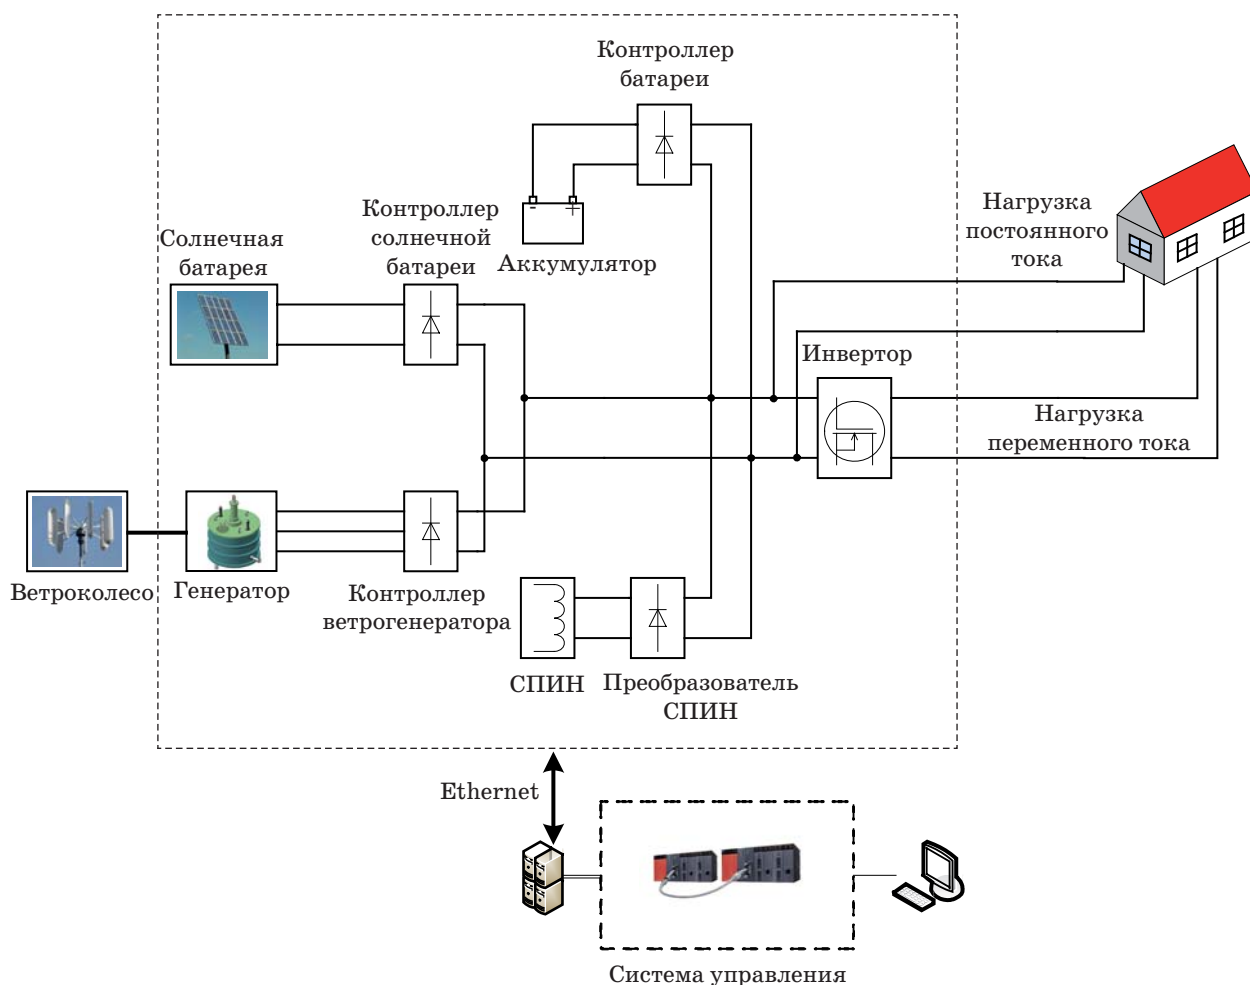 Контроллер
батареи
Солнечная
батарея
Контроллер
солнечной
батареи
-
+
Аккумулятор
Нагрузка
постоянного
тока
Инвертор
Нагрузка
переменного тока
Ветроколесо
Генератор
Контроллер
ветрогенератора
СПИН
Преобразователь
СПИН
Ethernet
Система управления